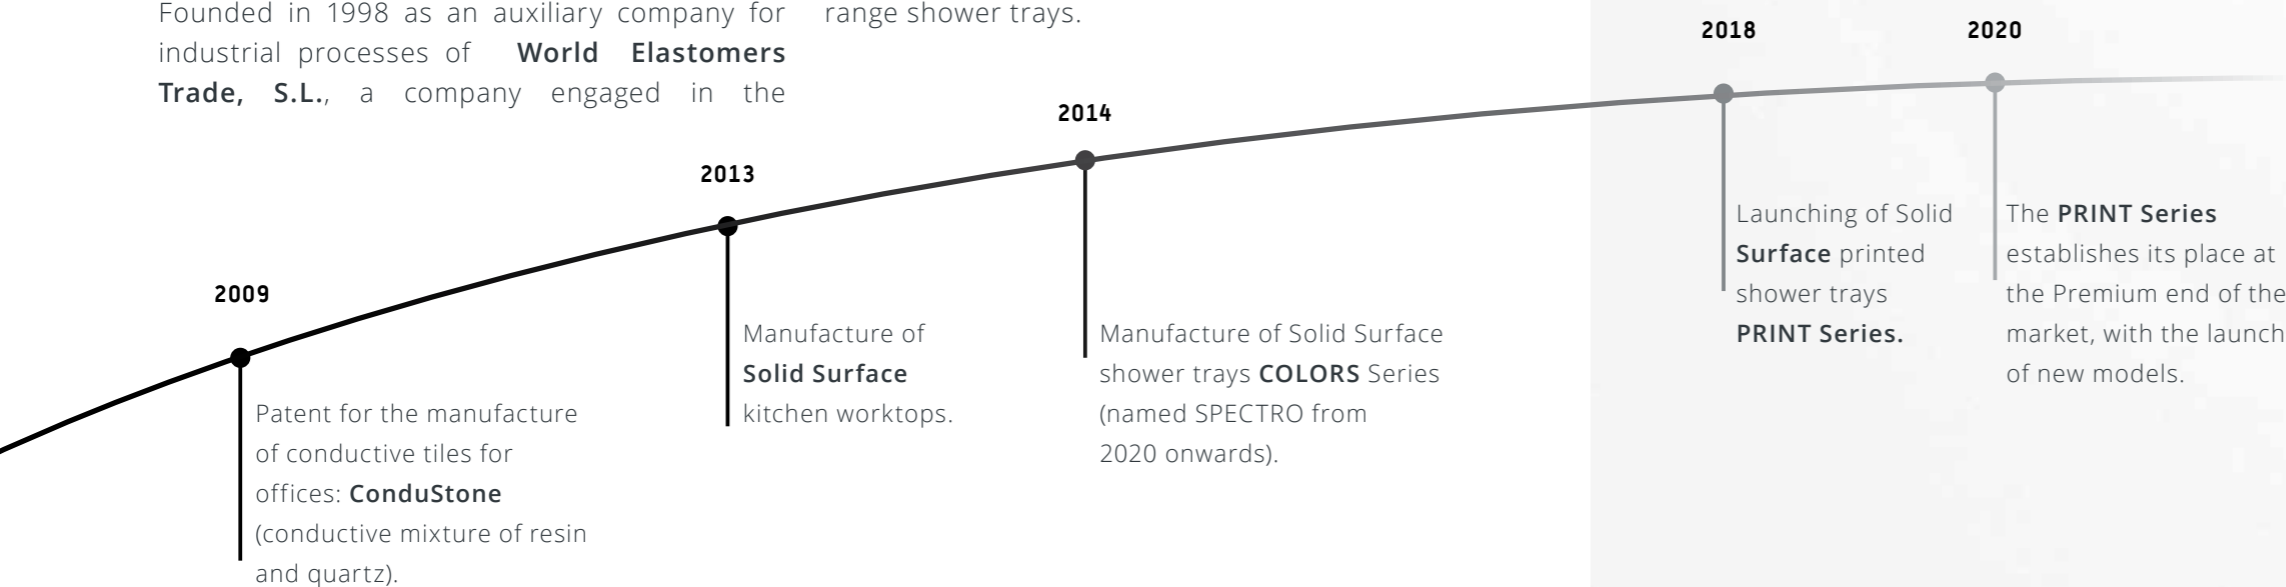 Founded in 1998 as an auxiliary company for
industrial processes of World Elastomers
Trade, S.L., a company engaged in the
range shower trays.
2009
Patent for the manufacture
of conductive tiles for
offices: ConduStone
(conductive mixture of resin
and quartz).
2013
Manufacture of
Solid Surface
kitchen worktops.
2014
Manufacture of Solid Surface
shower trays COLORS Series
(named SPECTRO from
2020 onwards).
2018
Launching of Solid
Surface printed
shower trays
PRINT Series.
2020
The PRINT Series
establishes its place at
the Premium end of the
market, with the launch
of new models.